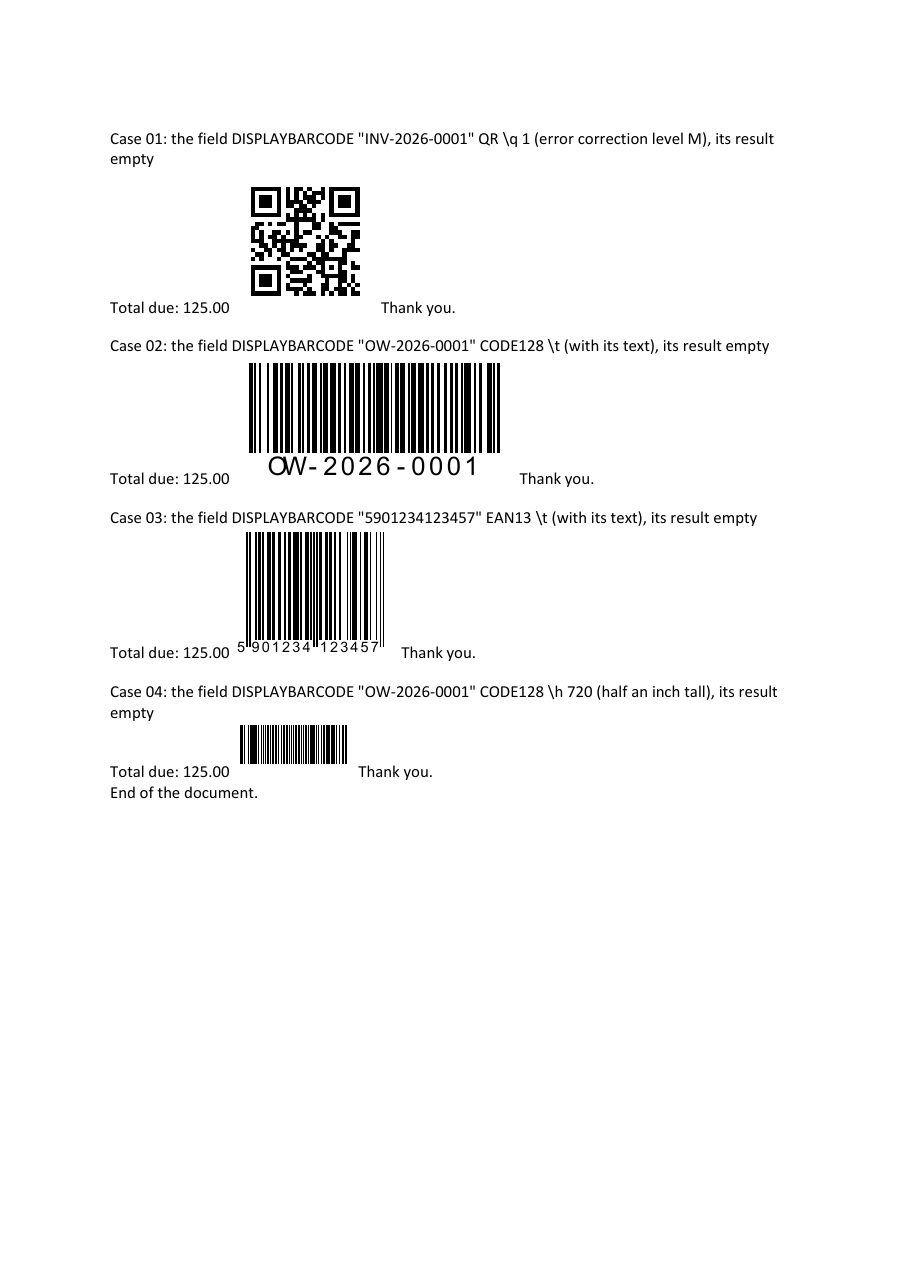 Case 01: the field DISPLAYBARCODE "INV-2026-0001" QR \q 1 (error correction level M), its result
empty
Total due: 125.00 Thank you.
Case 02: the field DISPLAYBARCODE "OW-2026-0001" CODE128 \t (with its text), its result empty
OW-2026-0001
Total due: 125.00 Thank you.
Case 03: the field DISPLAYBARCODE "5901234123457" EAN13 \t (with its text), its result empty
5 901234 123457
Total due: 125.00 Thank you.
Case 04: the field DISPLAYBARCODE "OW-2026-0001" CODE128 \h 720 (half an inch tall), its result
empty
Total due: 125.00 Thank you.
End of the document.